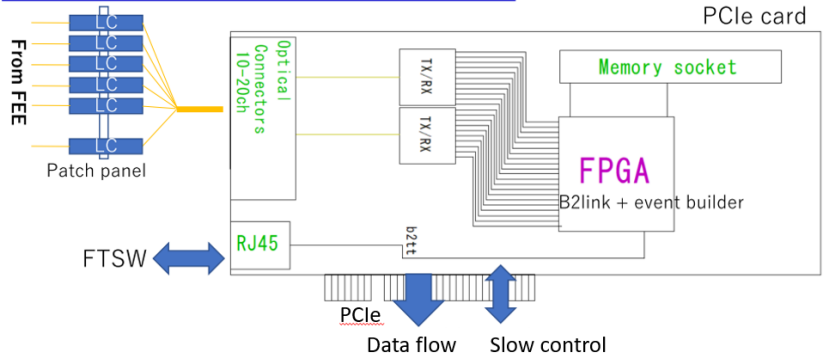 PCIe card
LC
LC
LC
LC
LC
LC
From FEE
Patch panel
Optical
Connectors
10-20ch
TX/RX
TX/RX
Memory socket
FPGA
B2link + event builder
RJ45
b2tt
FTSW
PCIe
Data flow
Slow control